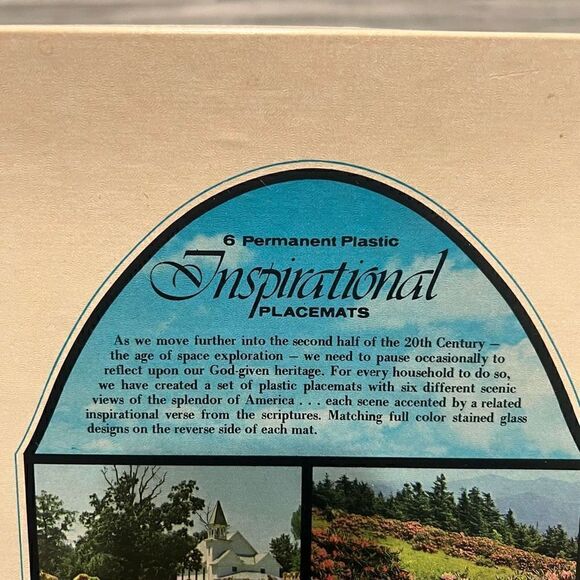 6 Permanent Plastic
Inspirational
PLACEMATS
As we move further into the second half of the 20th Century —
the age of space exploration — we need to pause occasionally to
reflect upon our God-given heritage. For every household to do so,
we have created a set of plastic placemats with six different scenic
views of the splendor of America . . . each scene accented by a related
inspirational verse from the scriptures. Matching full color stained glass
designs on the reverse side of each mat.